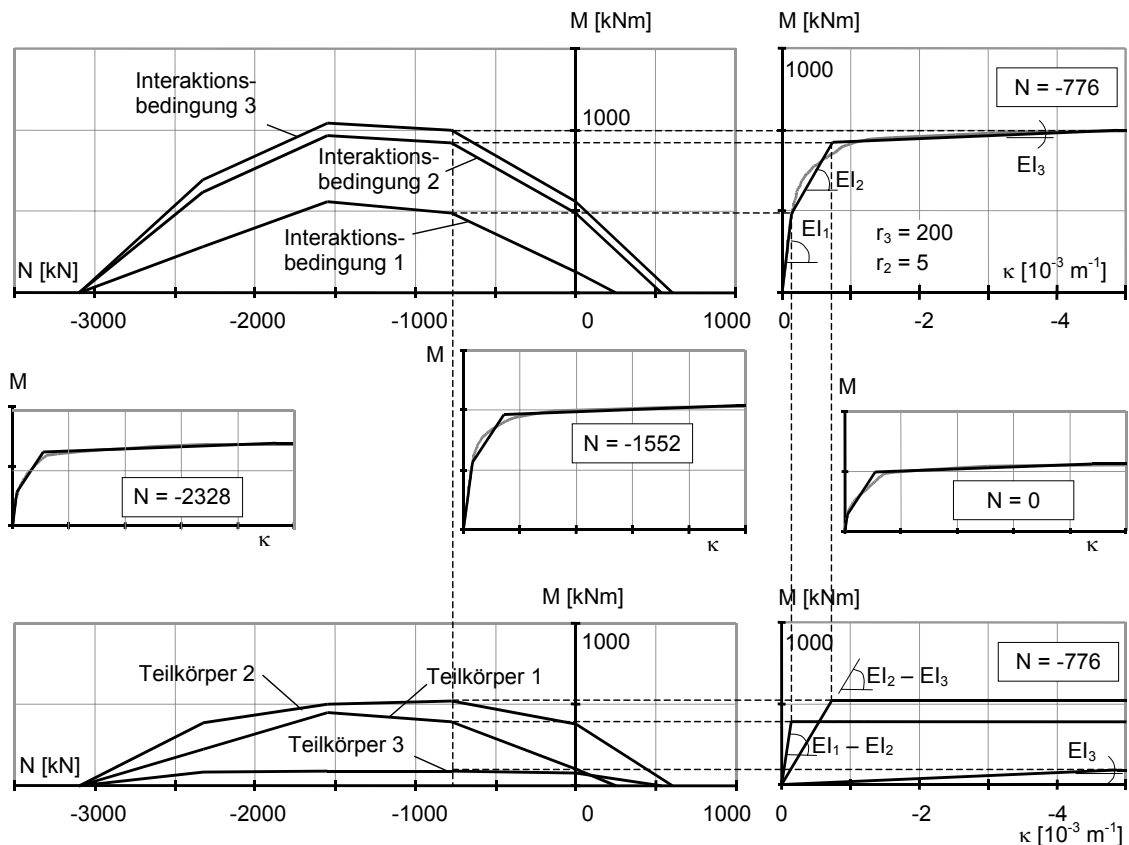 M [kNm]
M [kNm]
Interaktions-
bedingung 3
1000
1000
N = -776
Interaktions-
bedingung 2
EI₂
EI₃
Interaktions-
bedingung 1
EI₁
r₃ = 200
r₂ = 5
N [kN]
κ [10⁻³ m⁻¹]
-3000
-2000
-1000
0
1000
0
-2
-4
M
M
M
N = -2328
N = -1552
N = 0
κ
κ
κ
M [kNm]
M [kNm]
1000
1000
N = -776
Teilkörper 2
Teilkörper 1
EI₂ – EI₃
Teilkörper 3
EI₁ – EI₂
EI₃
N [kN]
-3000
-2000
-1000
0
1000
0
-2
-4
κ [10⁻³ m⁻¹]